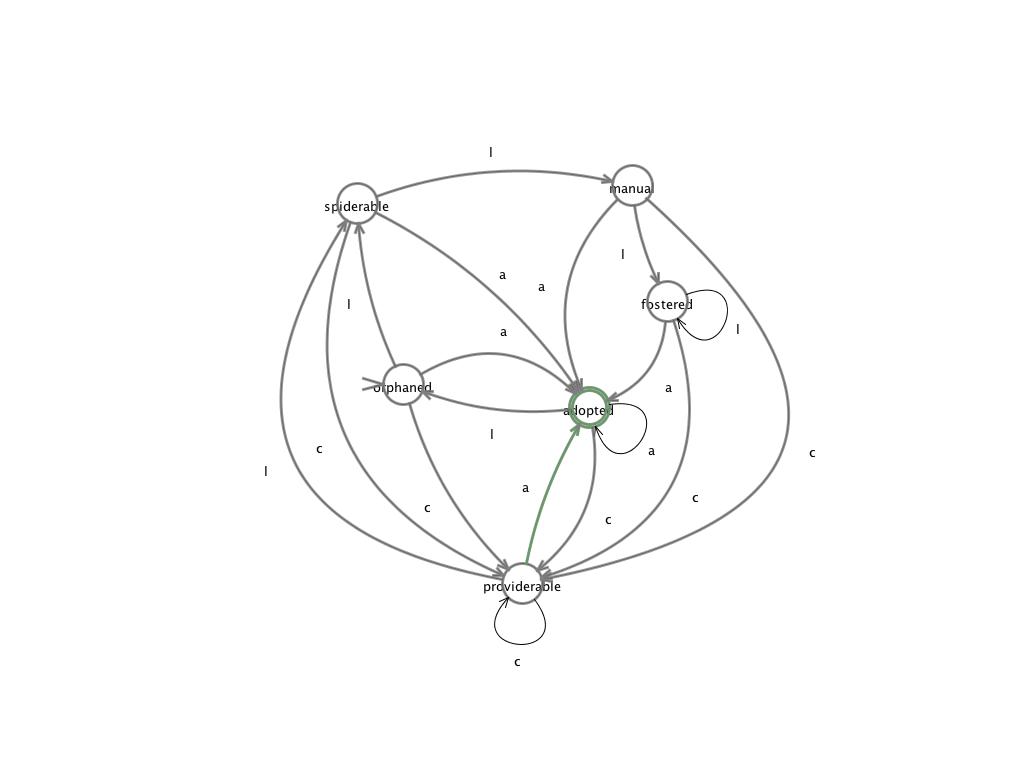 l
manual
spiderable
l
a
a
fostered
l
l
a
orphaned
a
adopted
l
c
a
c
l
a
c
c
c
providerable
c